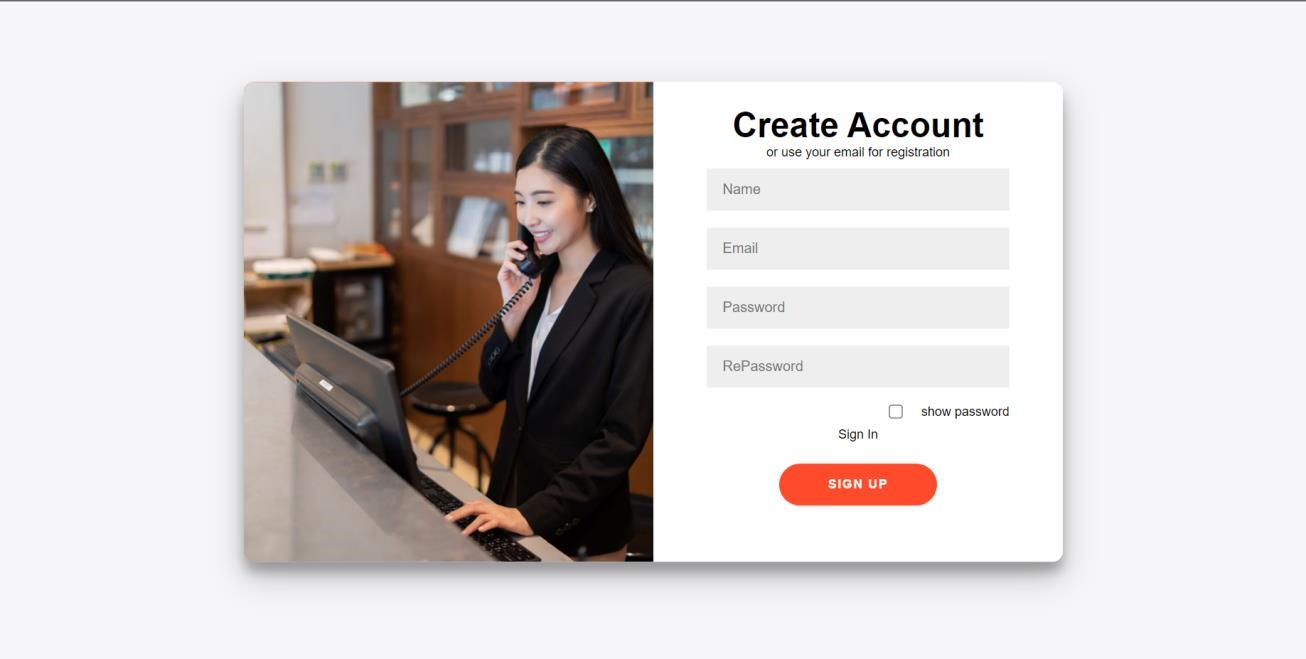 Create Account
or use your email for registration
Name
Email
Password
RePassword
show password
Sign In
SIGN UP